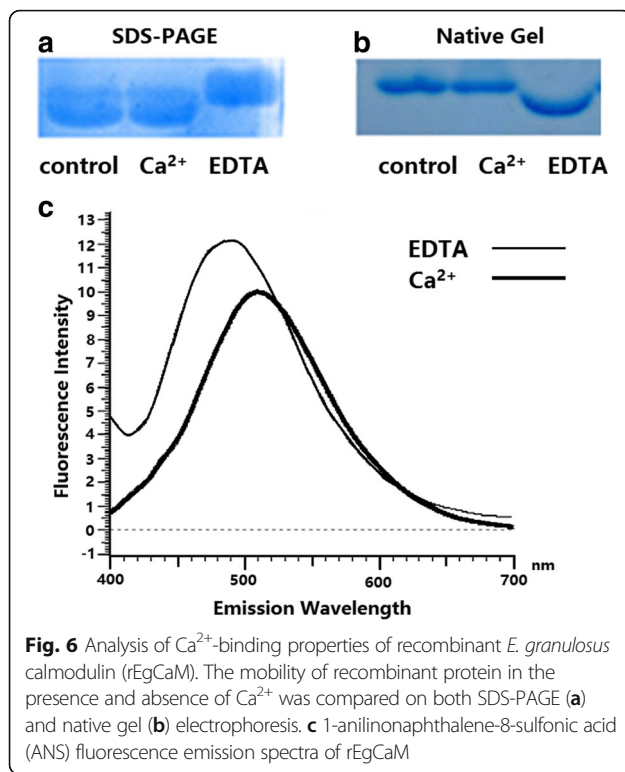 a SDS-PAGE
control Ca²⁺ EDTA
b Native Gel
control Ca²⁺ EDTA
c
EDTA
Ca²⁺
Fluorescence Intensity
13
12
11
10
9
8
7
6
5
4
3
2
1
0
-1
400 500 600 700 nm
Emission Wavelength
Fig. 6 Analysis of Ca²⁺-binding properties of recombinant E. granulosus
calmodulin (rEgCaM). The mobility of recombinant protein in the
presence and absence of Ca²⁺ was compared on both SDS-PAGE (a)
and native gel (b) electrophoresis. c 1-anilinonaphthalene-8-sulfonic acid
(ANS) fluorescence emission spectra of rEgCaM